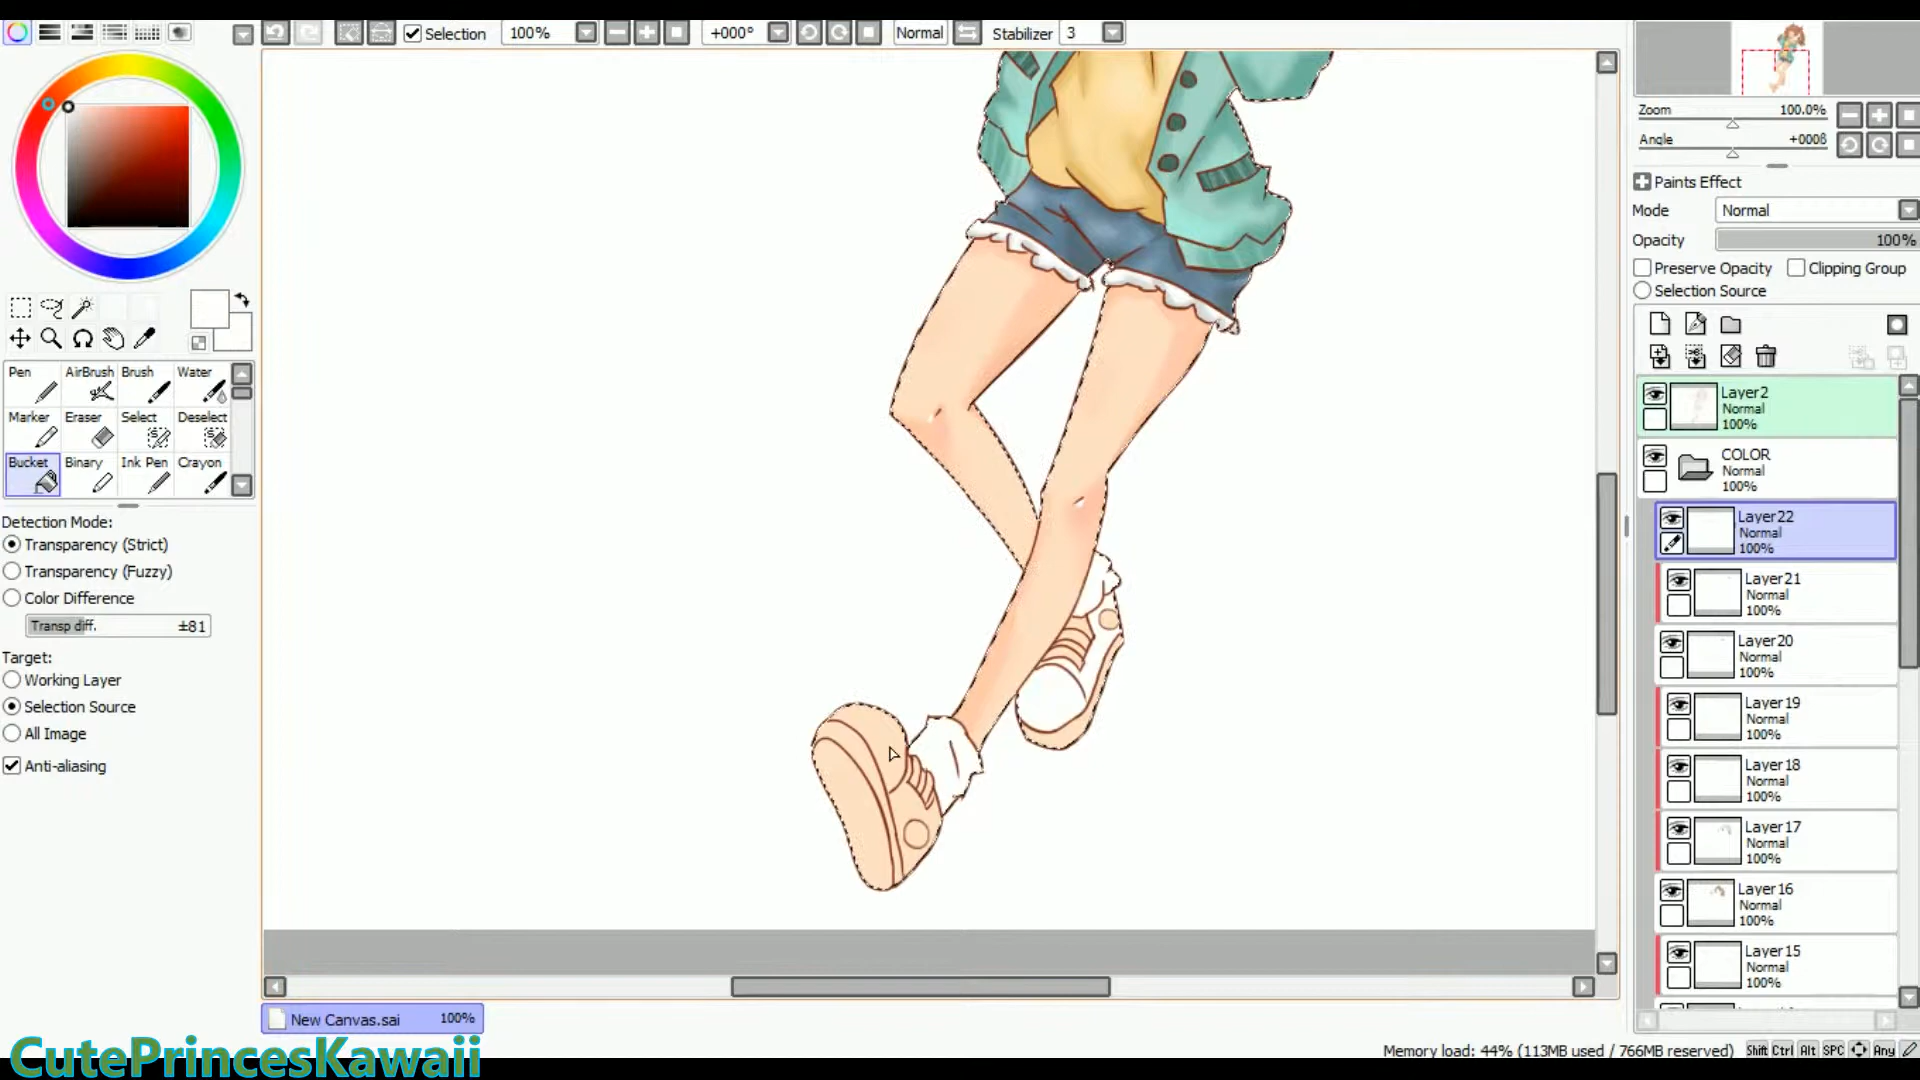 Selection 100% +000° Normal Stabilizer 3
Zoom 100.0%
Angle +000ß
Paints Effect
Mode Normal
Opacity 100%
Preserve Opacity Clipping Group
Selection Source
Pen AirBrush Brush Water
Marker Eraser Select Deselect
Bucket Binary Ink Pen Crayon
Detection Mode:
Transparency (Strict)
Transparency (Fuzzy)
Color Difference
Transp diff. ±81
Target:
Working Layer
Selection Source
All Image
Anti-aliasing
Layer2
Normal
100%
COLOR
Normal
100%
Layer22
Normal
100%
Layer21
Normal
100%
Layer20
Normal
100%
Layer19
Normal
100%
Layer18
Normal
100%
Layer17
Normal
100%
Layer16
Normal
100%
Layer15
Normal
100%
New Canvas.sai 100%
CutePrincesKawaii
Memory load: 44% (113MB used / 766MB reserved) Shift Ctrl Alt SPC Any